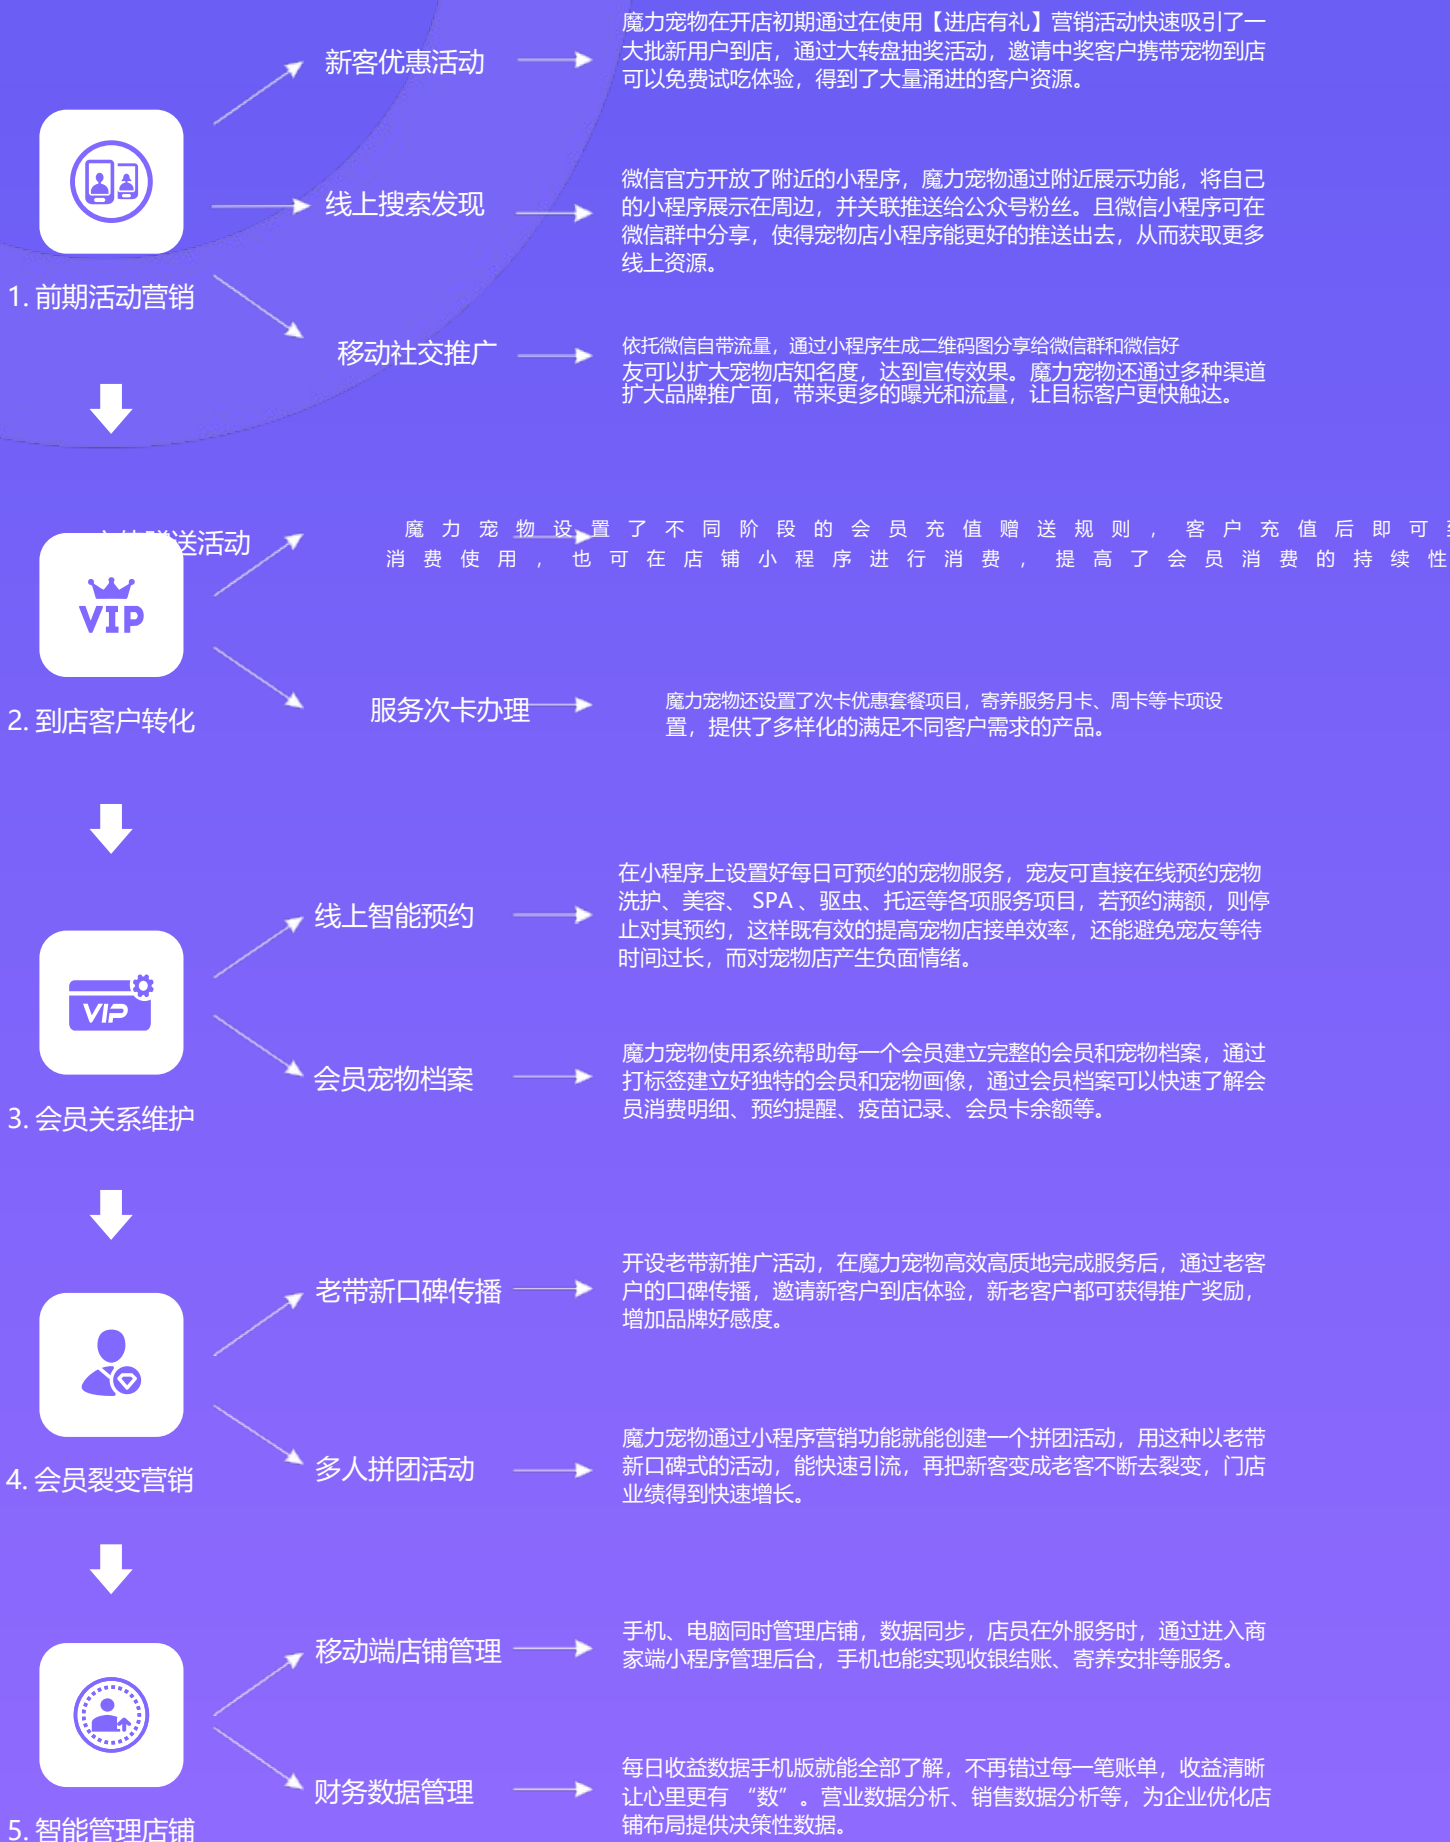 魔力宠物在开店初期通过在使用【进店有礼】营销活动快速吸引了一
大批新用户到店，通过大转盘抽奖活动，邀请中奖客户携带宠物到店
可以免费试吃体验，得到了大量涌进的客户资源。
新客优惠活动
微信官方开放了附近的小程序，魔力宠物通过附近展示功能，将自己
的小程序展示在周边，并关联推送给公众号粉丝。且微信小程序可在
微信群中分享，使得宠物店小程序能更好的推送出去，从而获取更多
线上资源。
线上搜索发现
1. 前期活动营销
移动社交推广
依托微信自带流量，通过小程序生成二维码图分享给微信群和微信好
友可以扩大宠物店知名度，达到宣传效果。魔力宠物还通过多种渠道
扩大品牌推广面，带来更多的曝光和流量，让目标客户更快触达。
送活动
魔力宠物设置了不同阶段的会员充值赠送规则，客户充值后即可
消费使用，也可在店铺小程序进行消费，提高了会员消费的持续性
VIP
2. 到店客户转化
服务次卡办理
魔力宠物还设置了次卡优惠套餐项目，寄养服务月卡、周卡等卡项设
置，提供了多样化的满足不同客户需求的产品。
线上智能预约
在小程序上设置好每日可预约的宠物服务，宠友可直接在线预约宠物
洗护、美容、 SPA 、驱虫、托运等各项服务项目，若预约满额，则停
止对其预约，这样既有效的提高宠物店接单效率，还能避免宠友等待
时间过长，而对宠物店产生负面情绪。
VIP
3. 会员关系维护
会员宠物档案
魔力宠物使用系统帮助每一个会员建立完整的会员和宠物档案，通过
打标签建立好独特的会员和宠物画像，通过会员档案可以快速了解会
员消费明细、预约提醒、疫苗记录、会员卡余额等。
老带新口碑传播
开设老带新推广活动，在魔力宠物高效高质地完成服务后，通过老客
户的口碑传播，邀请新客户到店体验，新老客户都可获得推广奖励，
增加品牌好感度。
4. 会员裂变营销
多人拼团活动
魔力宠物通过小程序营销功能就能创建一个拼团活动，用这种以老带
新口碑式的活动，能快速引流，再把新客变成老客不断去裂变，门店
业绩得到快速增长。
移动端店铺管理
手机、电脑同时管理店铺，数据同步，店员在外服务时，通过进入商
家端小程序管理后台，手机也能实现收银结账、寄养安排等服务。
5. 智能管理店铺
财务数据管理
每日收益数据手机版就能全部了解，不再错过每一笔账单，收益清晰
让心里更有 “数”。营业数据分析、销售数据分析等，为企业优化店
铺布局提供决策性数据。